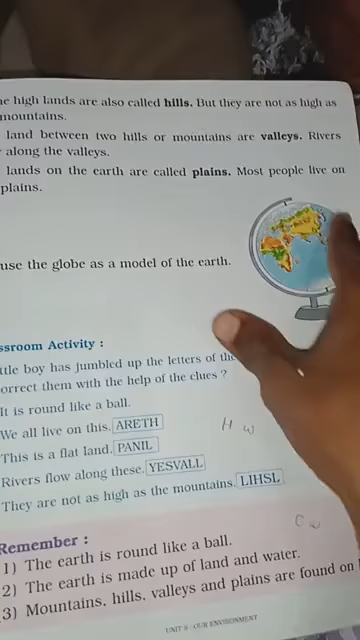 he high lands are also called hills. But they are not as high as
mountains.
land between two hills or mountains are valleys. Rivers
along the valleys.
lands on the earth are called plains. Most people live on
plains.
use the globe as a model of the earth.
ssroom Activity :
ttle boy has jumbled up the letters of the
orrect them with the help of the clues ?
It is round like a ball.
We all live on this. ARETH
This is a flat land. PANIL
H W
Rivers flow along these. YESVALL
They are not as high as the mountains. LIHSL
C w
Remember :
1) The earth is round like a ball.
2) The earth is made up of land and water.
3) Mountains, hills, valleys and plains are found on
UNIT 8 : OUR ENVIRONMENT